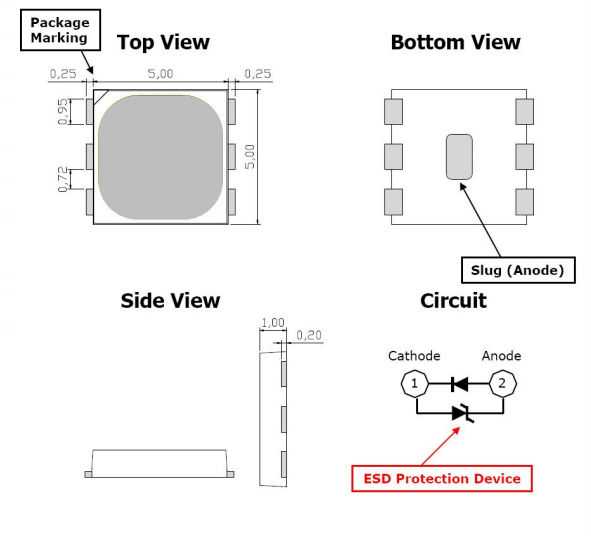 Package
Marking
Top View
Bottom View
0,25
5,00
0,25
0,95
0,72
5,00
Slug (Anode)
Side View
Circuit
1,00
0,20
Cathode
Anode
1
2
ESD Protection Device